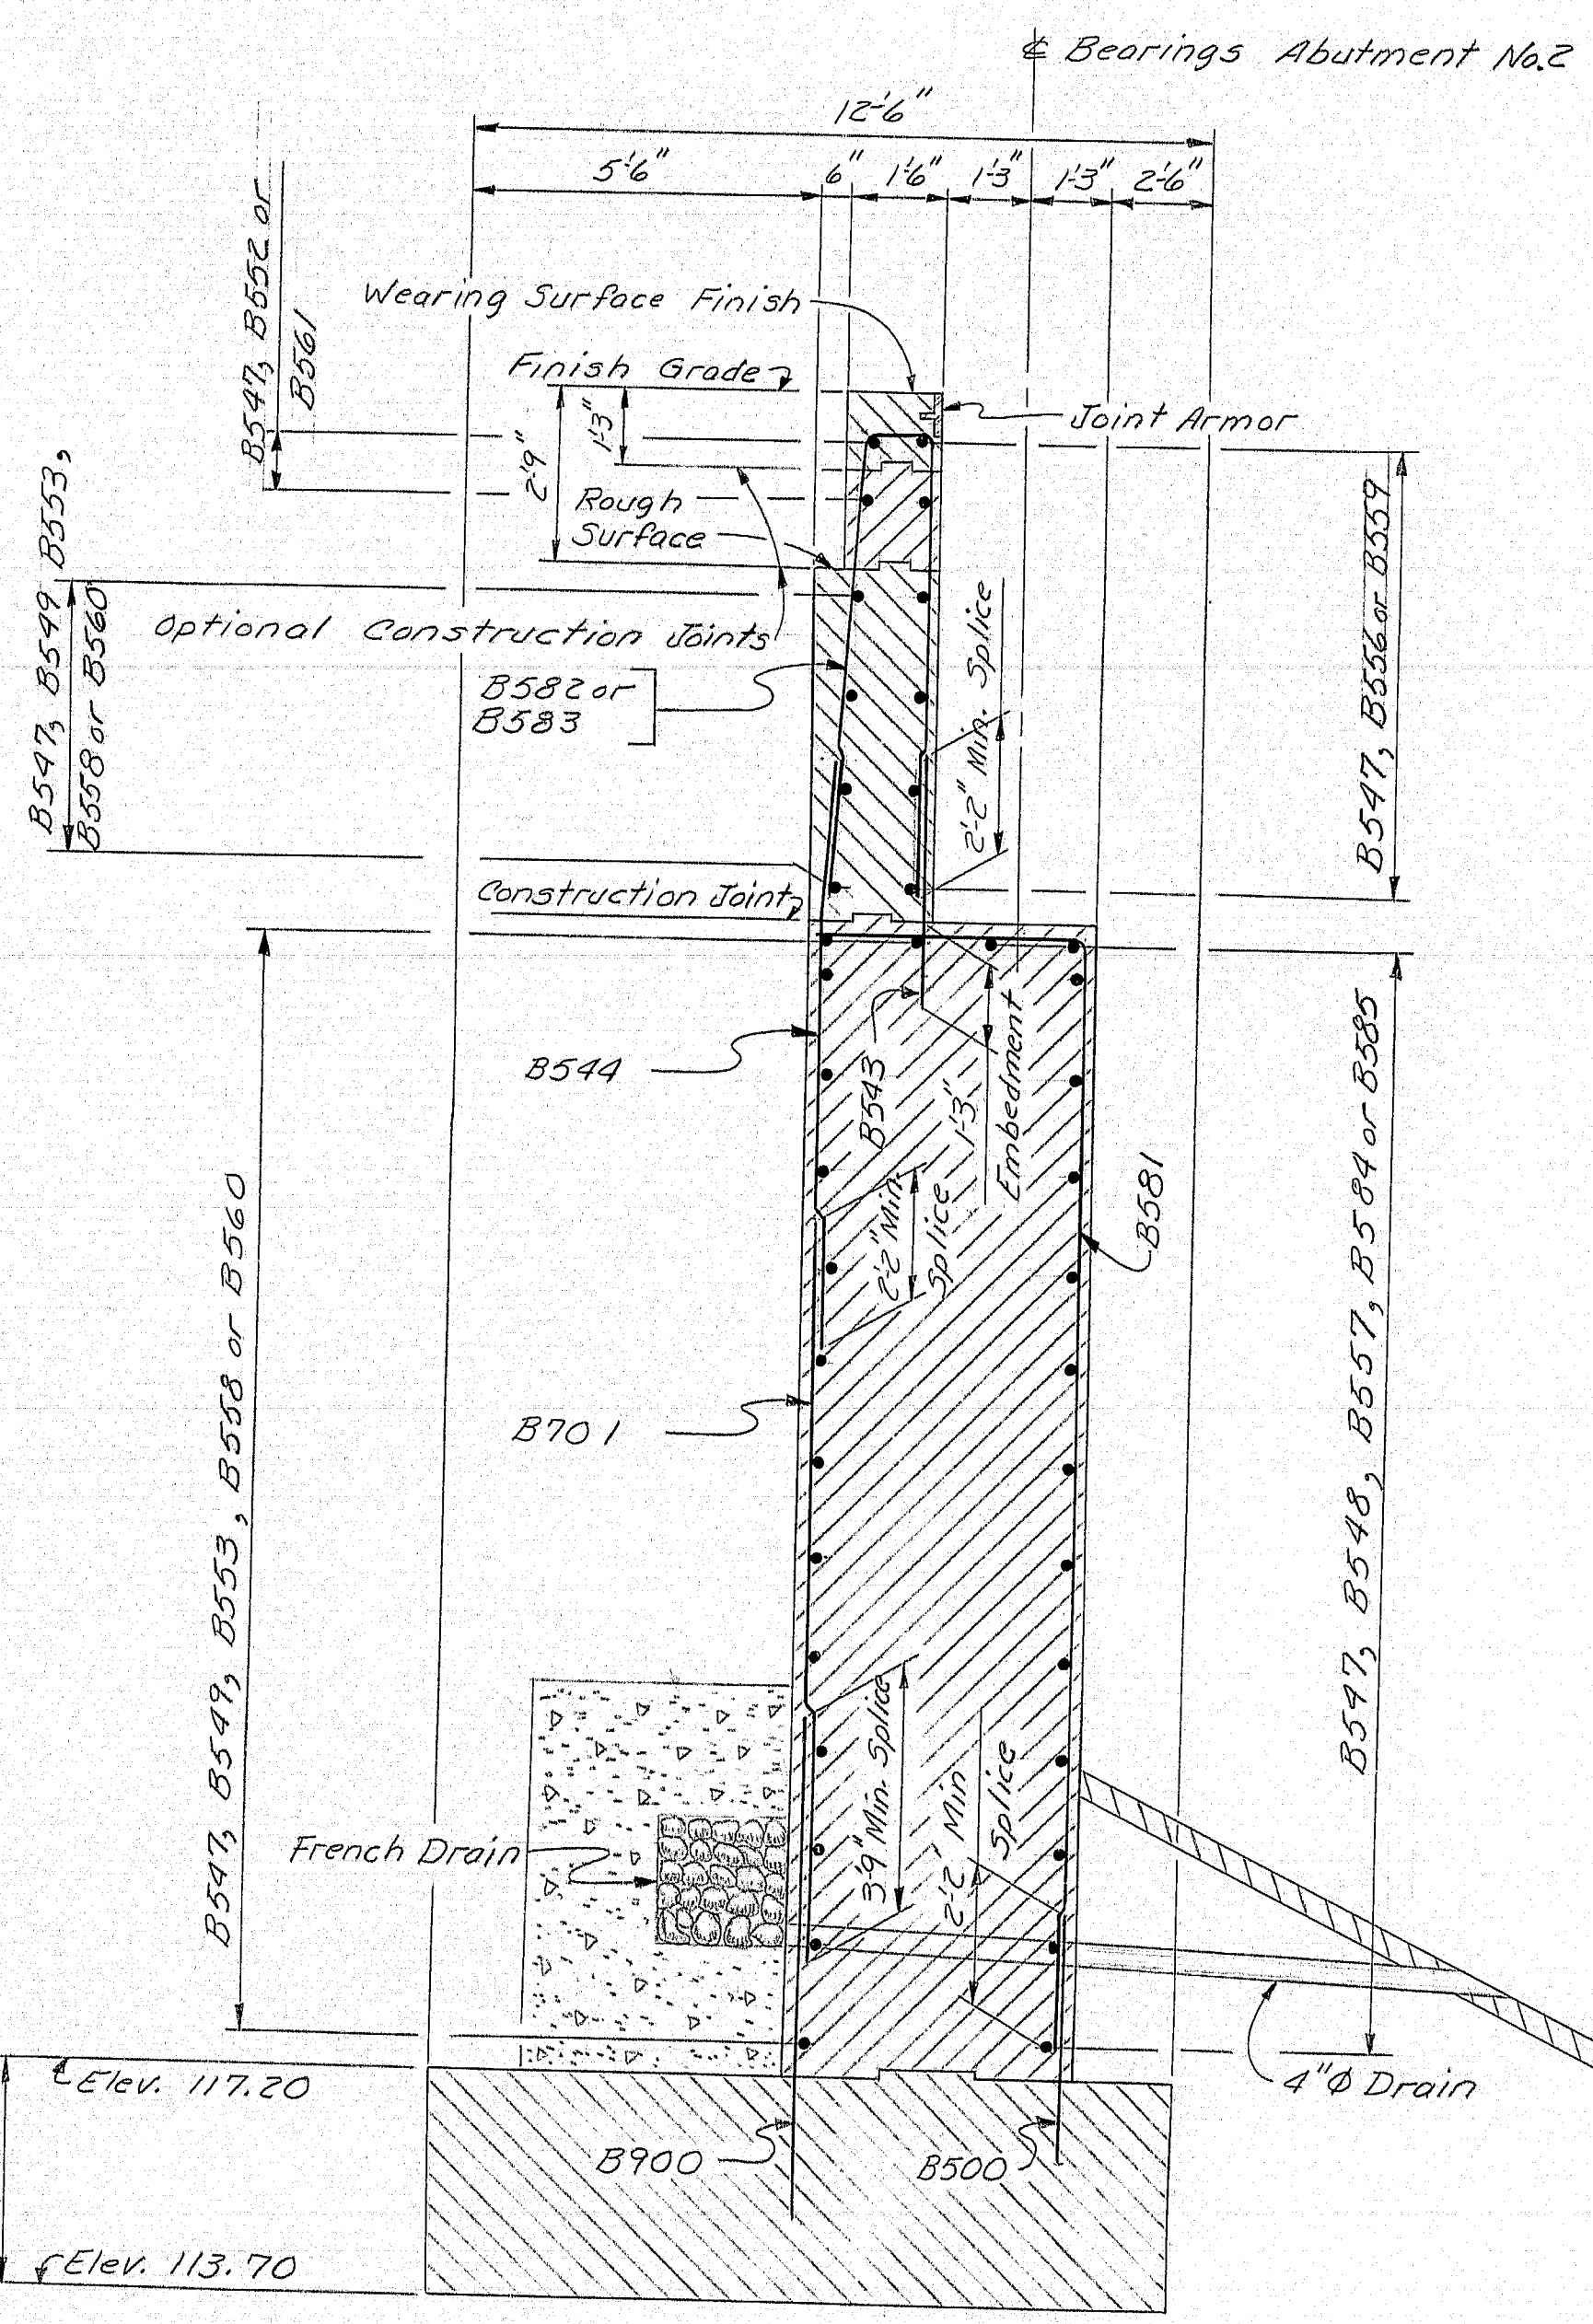 ℄ Bearings Abutment No.2
12'-6"
5'-6" 6" 1'-6" 1'-3" 1'-3" 2'-6"
B547, B552 or
B561
Wearing Surface Finish
Finish Grade
Joint Armor
1'-3"
2'-9"
Rough
Surface
B547, B549 B553,
B558 or B560
Optional Construction Joints
B582 or
B583
2'-2" Min. Splice
B547, B556 or B559
Construction Joint
B544
B543
1'-3"
Embedment
2'-2" Min.
Splice
B581
B547, B549, B553, B558 or B560
B547, B548, B557, B584 or B585
B701
3'-9" Min. Splice
2'-2" Min
Splice
French Drain
4"Φ Drain
Elev. 117.20
B900
B500
Elev. 113.70